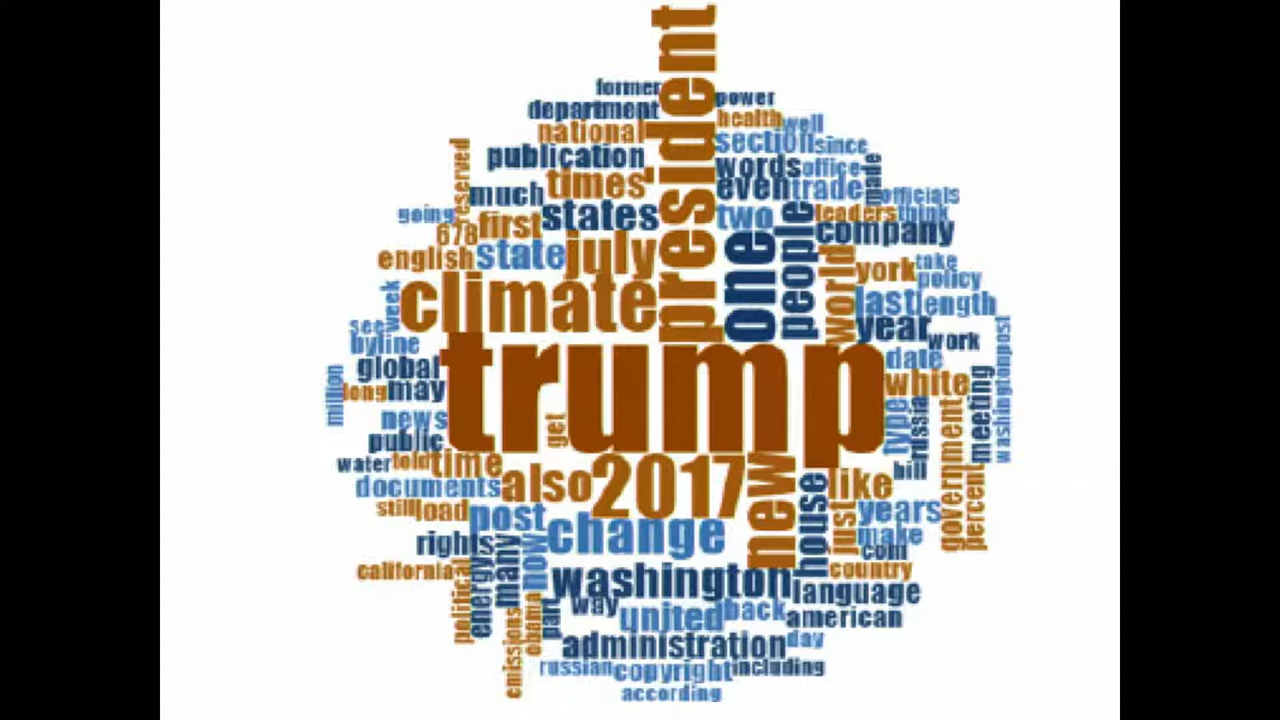 president
former
power
department
health
well
national
section
since
reserved
publication
words
office
made
times
even
trade
much
officials
going
first
states
two
people
leaders
think
678
company
english
state
july
one
world
york
take
policy
week
climate
last
length
see
year
work
byline
washingtonpost
global
trump
date
million
long
may
white
meeting
news
get
type
russia
government
public
water
told
time
bill
percent
documents
also
2017
new
house
like
still
load
post
change
just
years
make
rights
many
now
com
california
energy
washington
country
political
language
emissions
obama
part
way
united
back
american
administration
day
russian
copyright
including
according